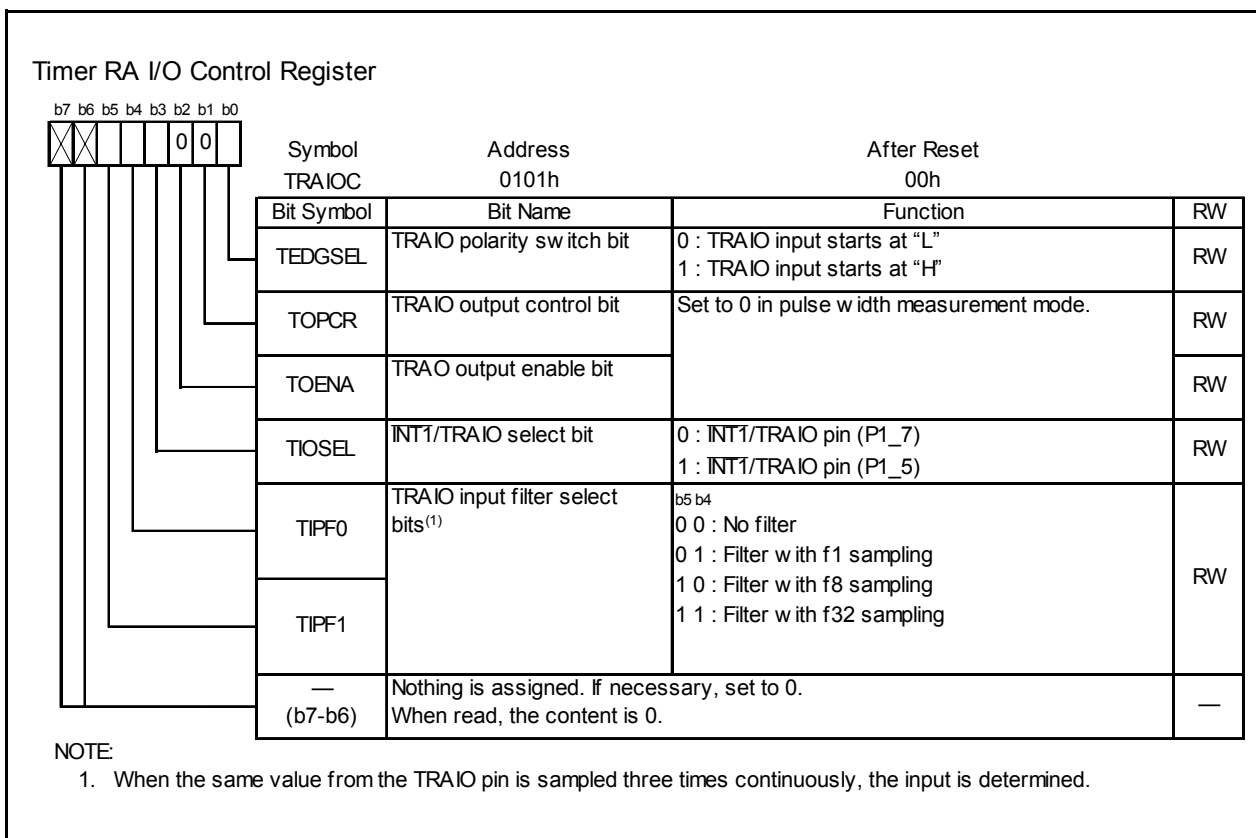 Timer RA I/O Control Register
b7 b6 b5 b4 b3 b2 b1 b0
0 0
Symbol Address After Reset
TRAIOC 0101h 00h
Bit Symbol Bit Name Function RW
TEDGSEL TRAIO polarity switch bit 0 : TRAIO input starts at “L”
1 : TRAIO input starts at “H” RW
TOPCR TRAIO output control bit Set to 0 in pulse width measurement mode. RW
TOENA TRAO output enable bit RW
TIOSEL INT1/TRAIO select bit 0 : INT1/TRAIO pin (P1_7)
1 : INT1/TRAIO pin (P1_5) RW
TIPF0 TRAIO input filter select
bits(1)
b5 b4
0 0 : No filter
0 1 : Filter with f1 sampling
1 0 : Filter with f8 sampling
1 1 : Filter with f32 sampling
RW
TIPF1
— Nothing is assigned. If necessary, set to 0.
(b7-b6) When read, the content is 0. —
NOTE:
1. When the same value from the TRAIO pin is sampled three times continuously, the input is determined.